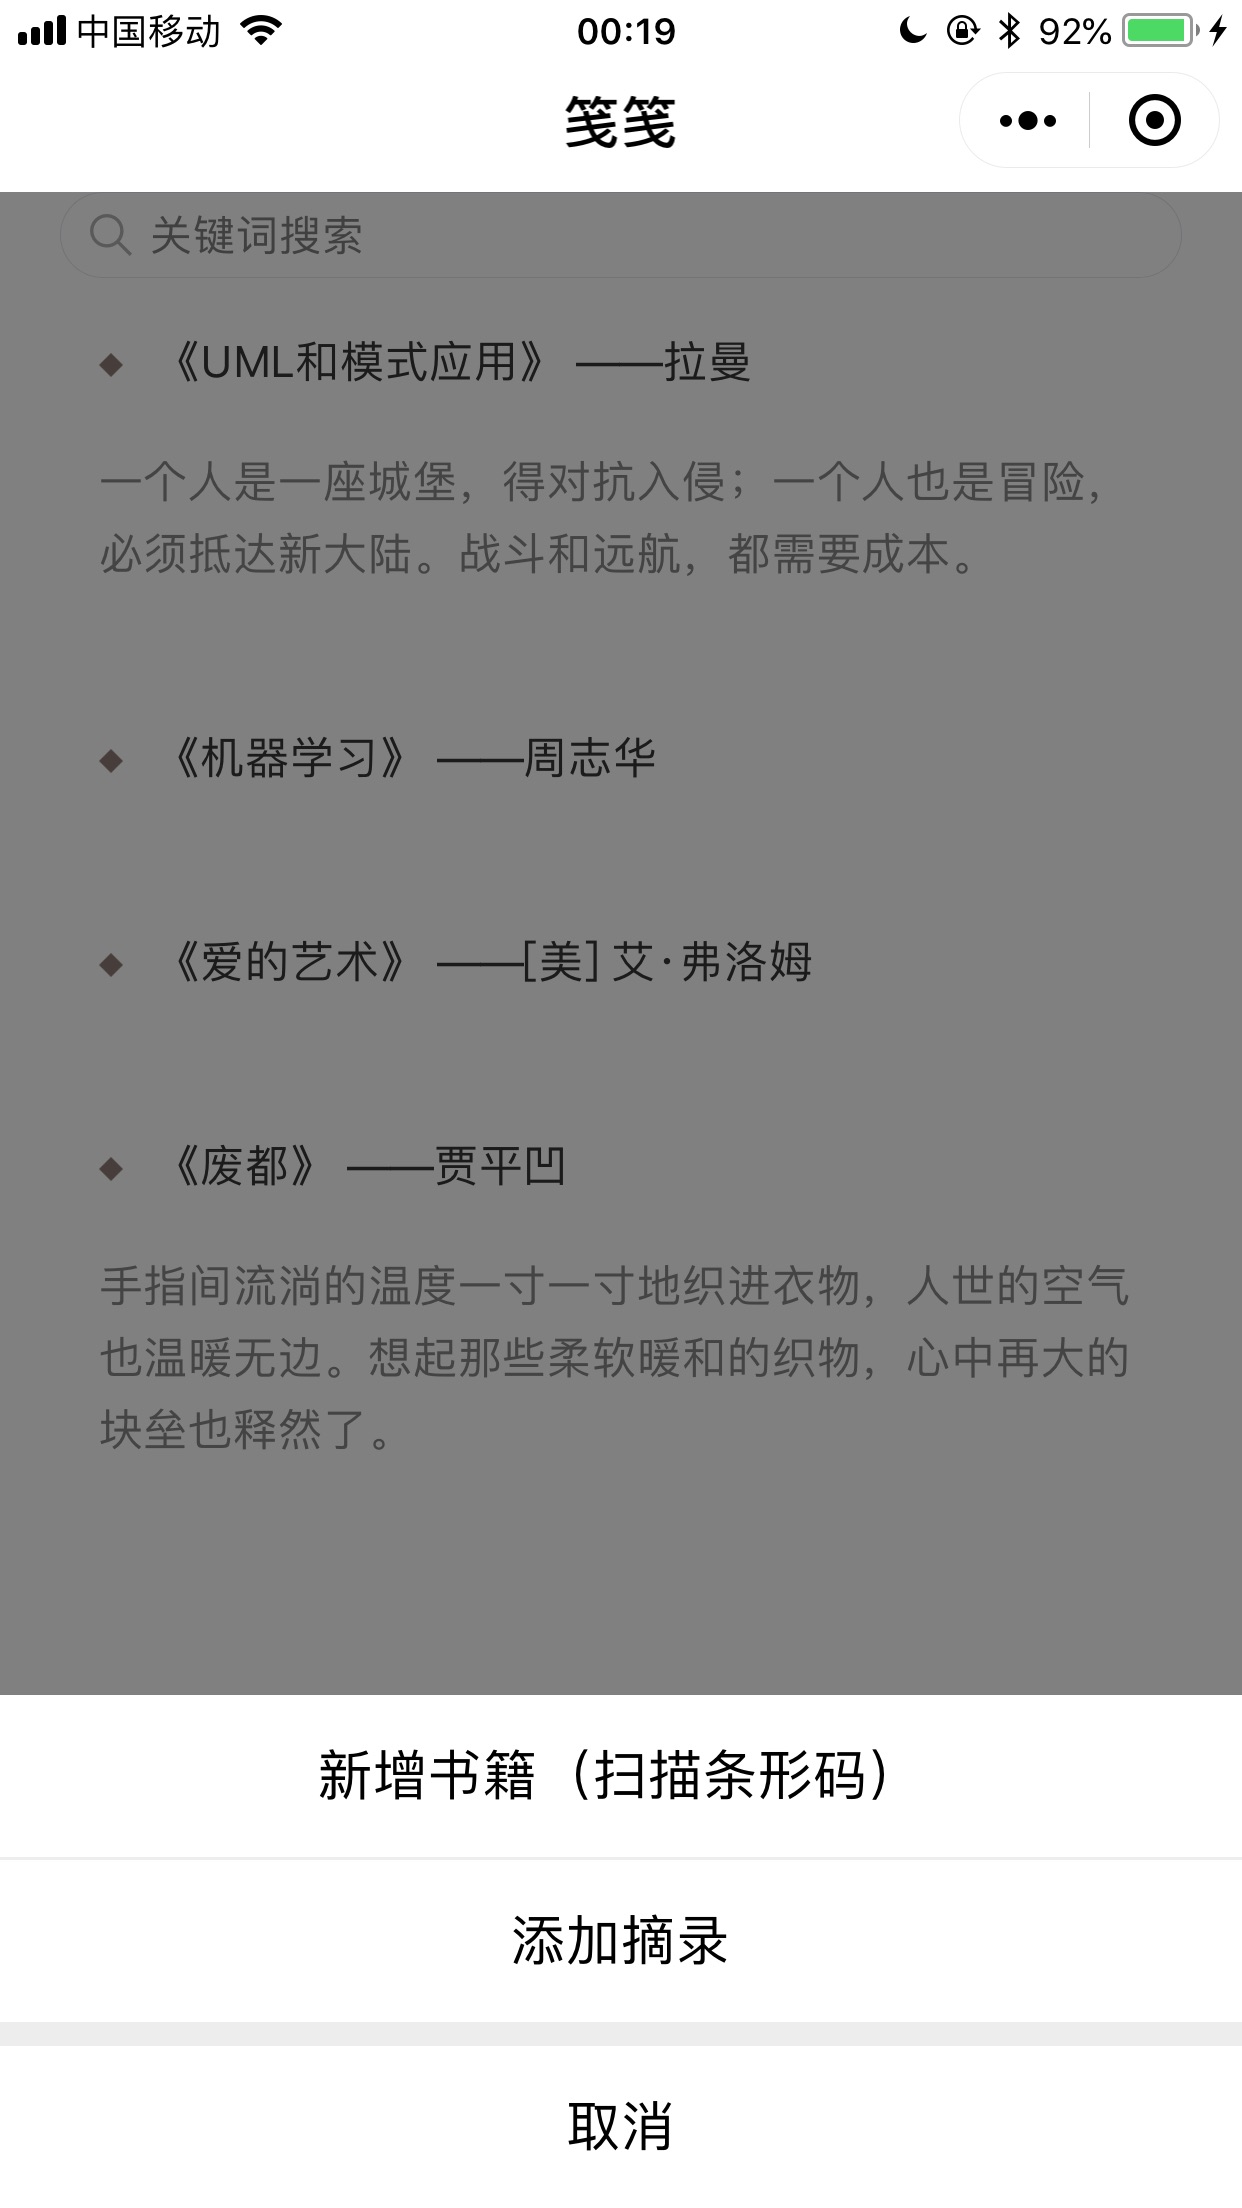 中国移动 00:19 92%
笺笺
关键词搜索
◆ 《UML和模式应用》 ——拉曼
一个人是一座城堡，得对抗入侵；一个人也是冒险，
必须抵达新大陆。战斗和远航，都需要成本。
◆ 《机器学习》 ——周志华
◆ 《爱的艺术》 ——[美] 艾·弗洛姆
◆ 《废都》 ——贾平凹
手指间流淌的温度一寸一寸地织进衣物，人世的空气
也温暖无边。想起那些柔软暖和的织物，心中再大的
块垒也释然了。
新增书籍（扫描条形码）
添加摘录
取消